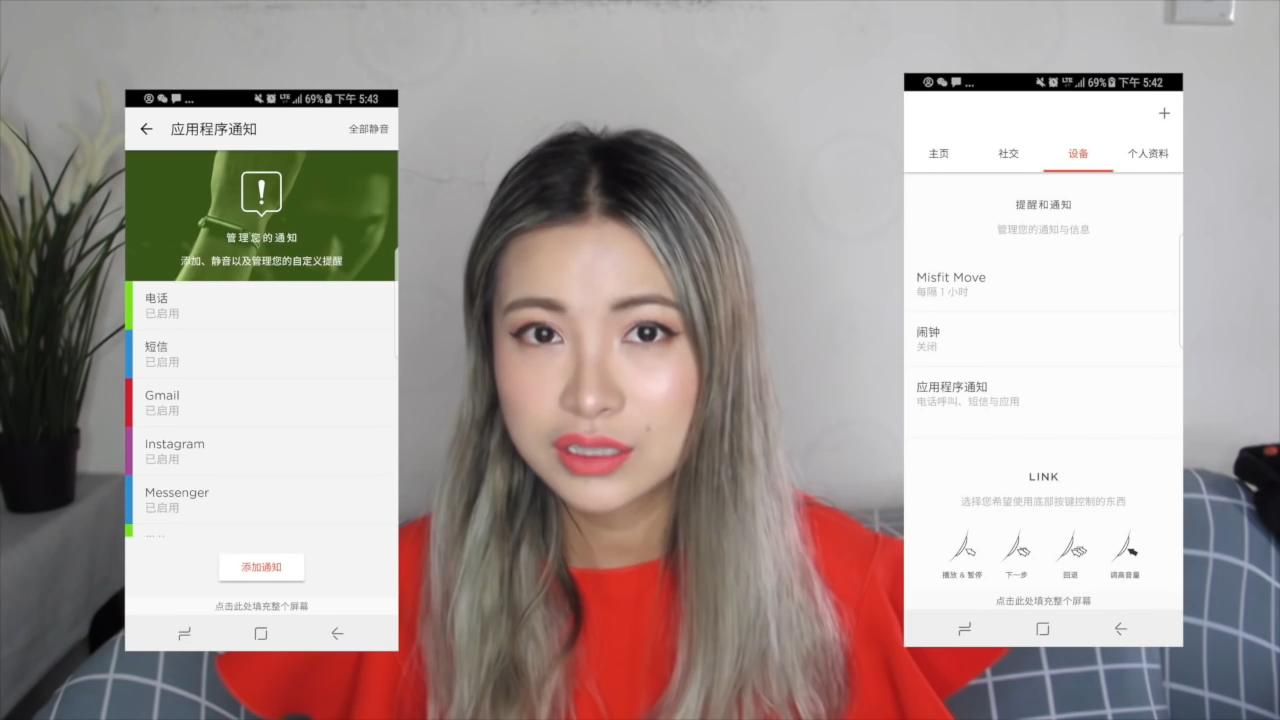 ... LTE 69% 下午 5:43
应用程序通知 全部静音
管理您的通知
添加、静音以及管理您的自定义提醒
电话
已启用
短信
已启用
Gmail
已启用
Instagram
已启用
Messenger
已启用
添加通知
点击此处填充整个屏幕
... LTE 69% 下午 5:42
+
主页 社交 设备 个人资料
提醒和通知
管理您的通知与信息
Misfit Move
每隔 1 小时
闹钟
关闭
应用程序通知
电话呼叫、短信与应用
LINK
选择您希望使用底部按键控制的东西
播放 & 暂停 下一步 回退 调高音量
点击此处填充整个屏幕